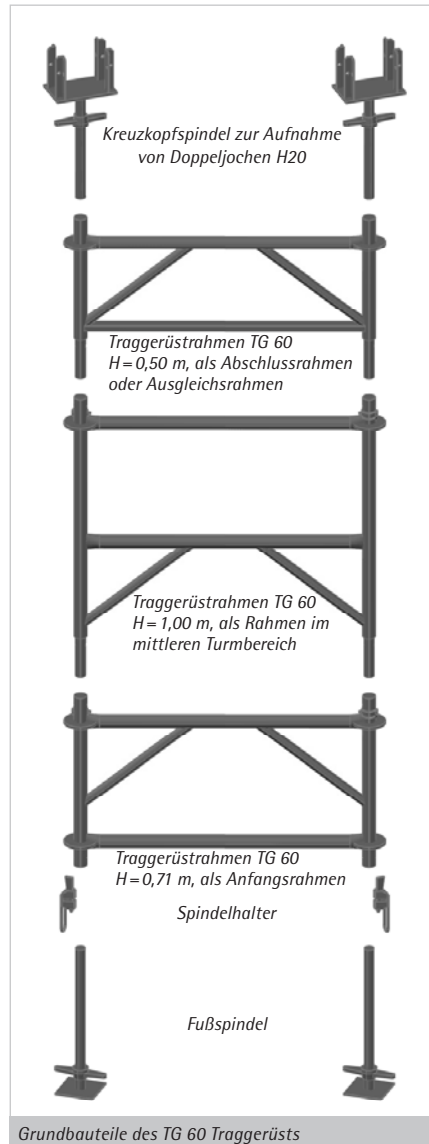 Kreuzkopfspindel zur Aufnahme
von Doppeljochen H20
Traggerüstrahmen TG 60
H = 0,50 m, als Abschlussrahmen
oder Ausgleichsrahmen
Traggerüstrahmen TG 60
H = 1,00 m, als Rahmen im
mittleren Turmbereich
Traggerüstrahmen TG 60
H = 0,71 m, als Anfangsrahmen
Spindelhalter
Fußspindel
Grundbauteile des TG 60 Traggerüsts